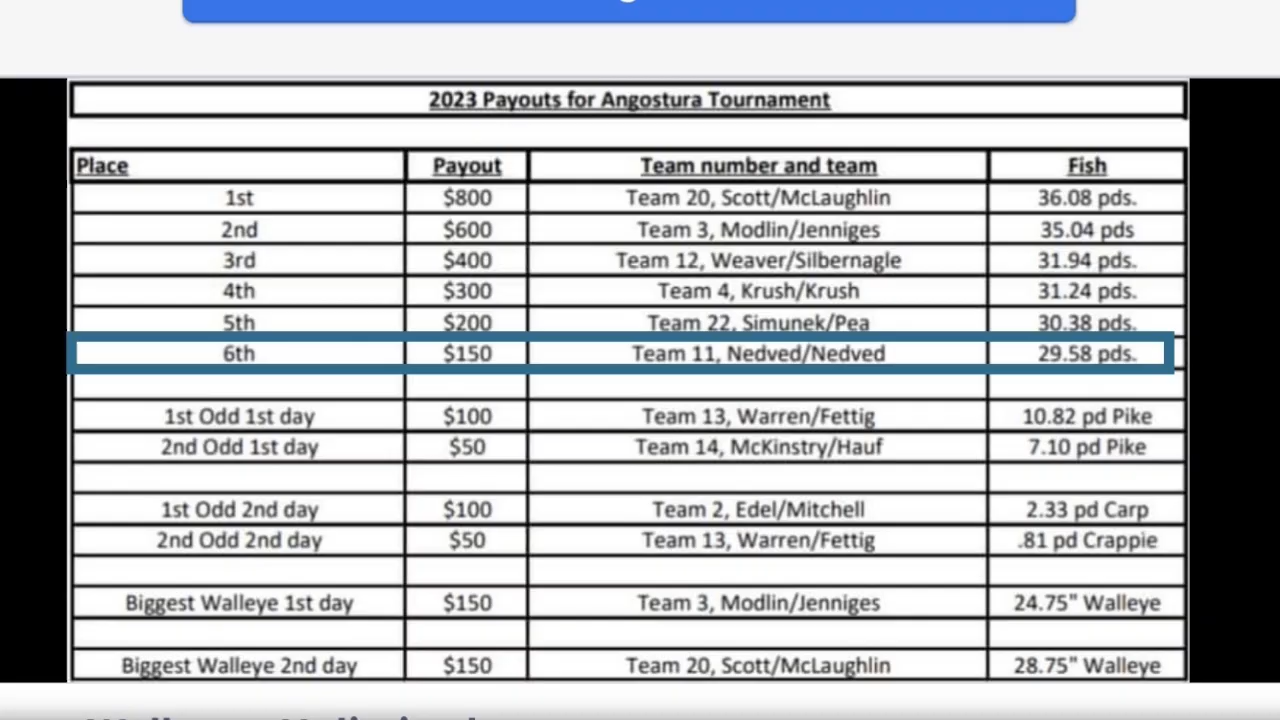 2023 Payouts for Angostura Tournament
Place Payout Team number and team Fish
1st $800 Team 20, Scott/McLaughlin 36.08 pds.
2nd $600 Team 3, Modlin/Jenniges 35.04 pds
3rd $400 Team 12, Weaver/Silbernagle 31.94 pds.
4th $300 Team 4, Krush/Krush 31.24 pds.
5th $200 Team 22, Simunek/Pea 30.38 pds.
6th $150 Team 11, Nedved/Nedved 29.58 pds.
1st Odd 1st day $100 Team 13, Warren/Fettig 10.82 pd Pike
2nd Odd 1st day $50 Team 14, McKinstry/Hauf 7.10 pd Pike
1st Odd 2nd day $100 Team 2, Edel/Mitchell 2.33 pd Carp
2nd Odd 2nd day $50 Team 13, Warren/Fettig .81 pd Crappie
Biggest Walleye 1st day $150 Team 3, Modlin/Jenniges 24.75" Walleye
Biggest Walleye 2nd day $150 Team 20, Scott/McLaughlin 28.75" Walleye